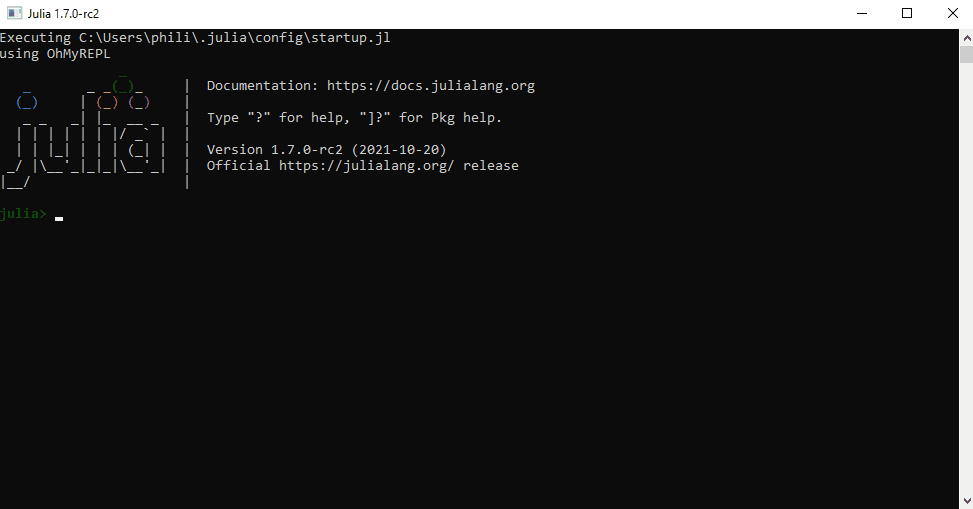 Julia 1.7.0-rc2
Executing C:\Users\phili\.julia\config\startup.jl
using OhMyREPL
Documentation: https://docs.julialang.org
Type "?" for help, "]?" for Pkg help.
Version 1.7.0-rc2 (2021-10-20)
Official https://julialang.org/ release
julia>